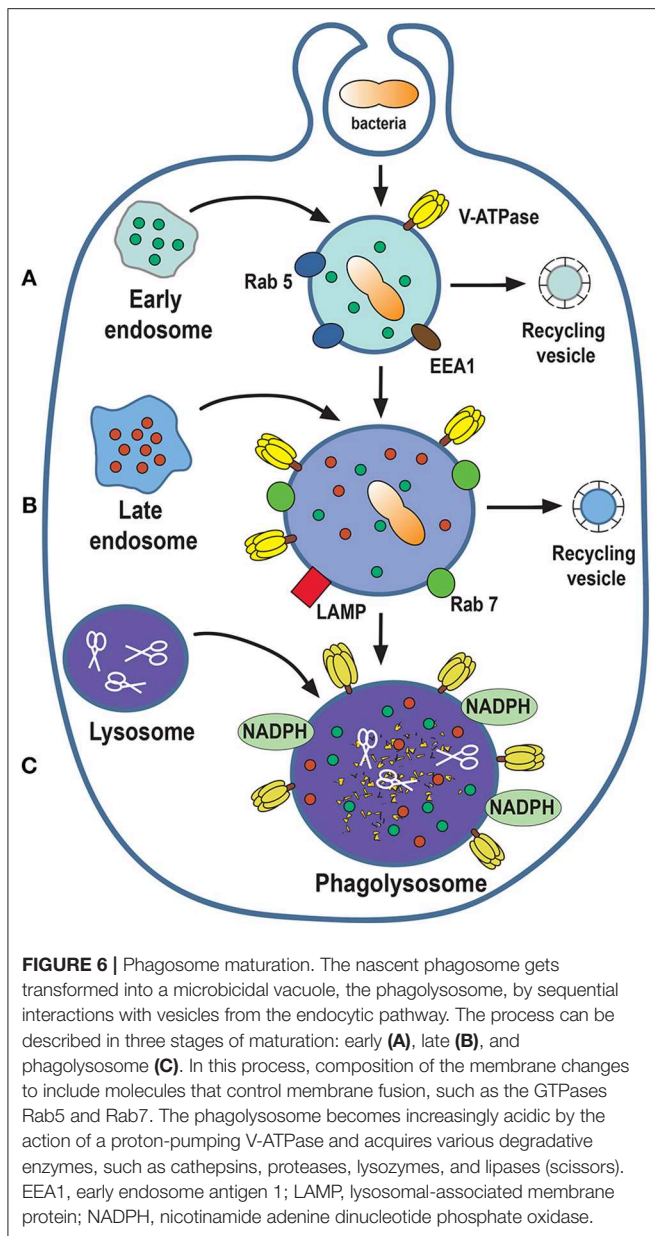 bacteria
V-ATPase
A
Early
endosome
Rab 5
EEA1
Recycling
vesicle
B
Late
endosome
LAMP
Rab 7
Recycling
vesicle
C
Lysosome
NADPH
NADPH
NADPH
Phagolysosome
FIGURE 6 | Phagosome maturation. The nascent phagosome gets
transformed into a microbicidal vacuole, the phagolysosome, by sequential
interactions with vesicles from the endocytic pathway. The process can be
described in three stages of maturation: early (A), late (B), and
phagolysosome (C). In this process, composition of the membrane changes
to include molecules that control membrane fusion, such as the GTPases
Rab5 and Rab7. The phagolysosome becomes increasingly acidic by the
action of a proton-pumping V-ATPase and acquires various degradative
enzymes, such as cathepsins, proteases, lysozymes, and lipases (scissors).
EEA1, early endosome antigen 1; LAMP, lysosomal-associated membrane
protein; NADPH, nicotinamide adenine dinucleotide phosphate oxidase.